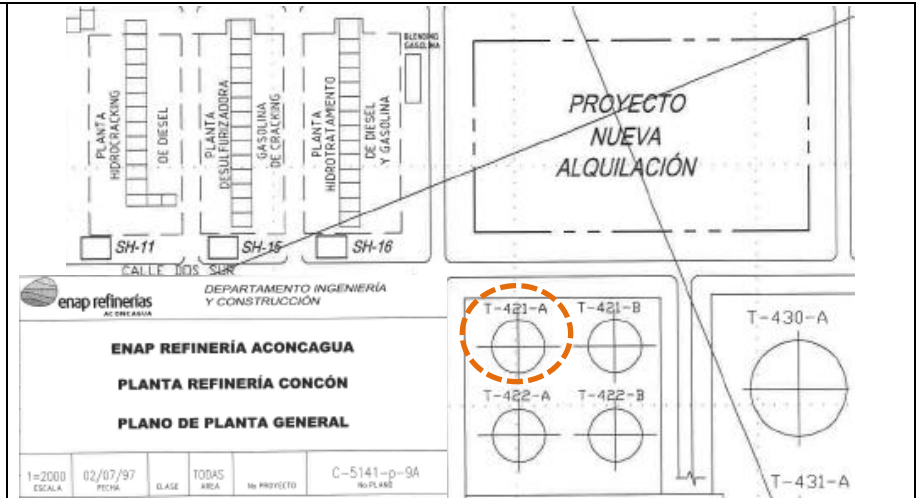 PLANTA
HIDROCRACKING
DE DIESEL
PLANTA
DESULFURIZADORA
GASOLINA
DE CRACKING
PLANTA
HIDROTRATAMIENTO
DE DIESEL
Y GASOLINA
BLENDING
GASOLINA
SH-11
SH-15
SH-16
CALLE DOS SUR
PROYECTO
NUEVA
ALQUILACIÓN
enap refinerías
ACONCAGUA
DEPARTAMENTO INGENIERÍA
Y CONSTRUCCIÓN
ENAP REFINERÍA ACONCAGUA
PLANTA REFINERÍA CONCÓN
PLANO DE PLANTA GENERAL
1=2000
ESCALA
02/07/97
FECHA
CLASE
TODAS
AREA
No PROYECTO
C-5141-p-9A
No PLANO
T-421-A
T-421-B
T-422-A
T-422-B
T-430-A
T-431-A